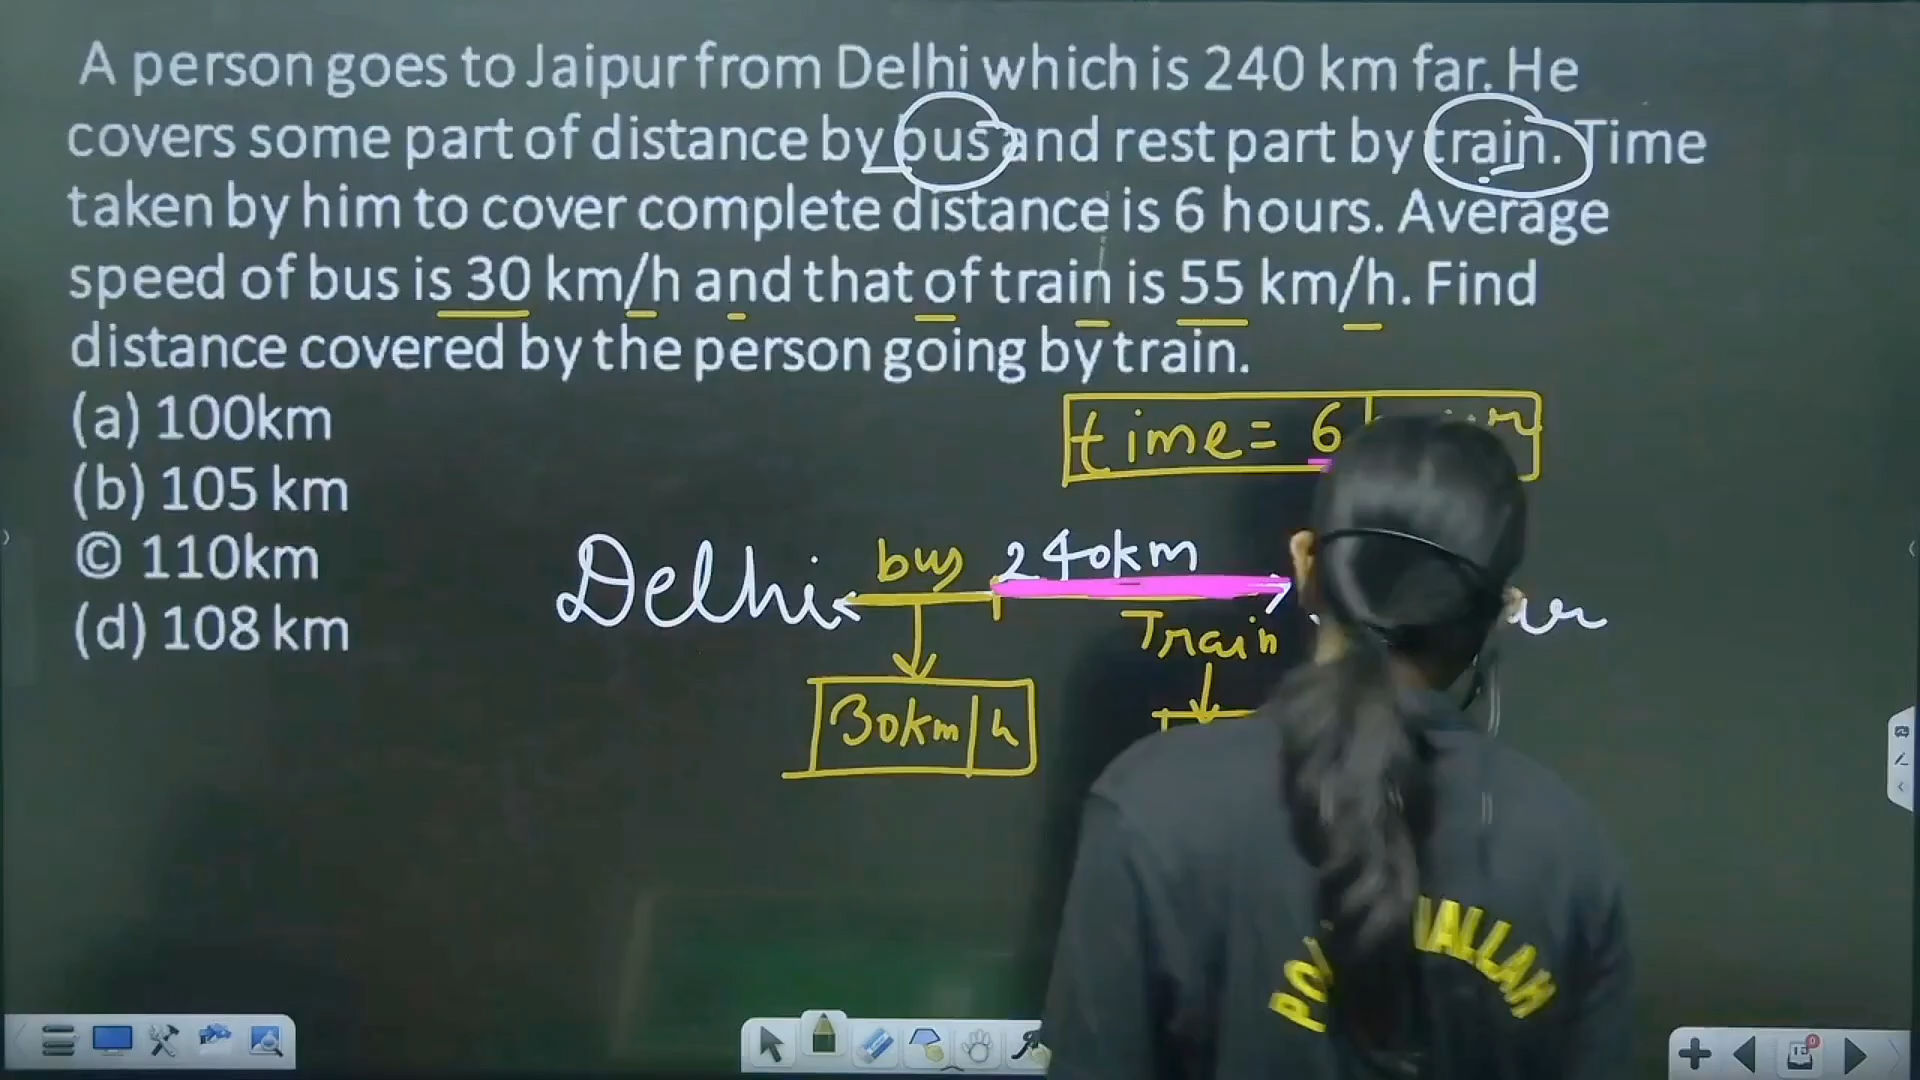 A person goes to Jaipur from Delhi which is 240 km far. He
covers some part of distance by bus and rest part by train. Time
taken by him to cover complete distance is 6 hours. Average
speed of bus is 30 km/h and that of train is 55 km/h. Find
distance covered by the person going by train.
(a) 100km
(b) 105 km
© 110km
(d) 108 km
time = 6
Delhi bus 240km
Train
30km/h